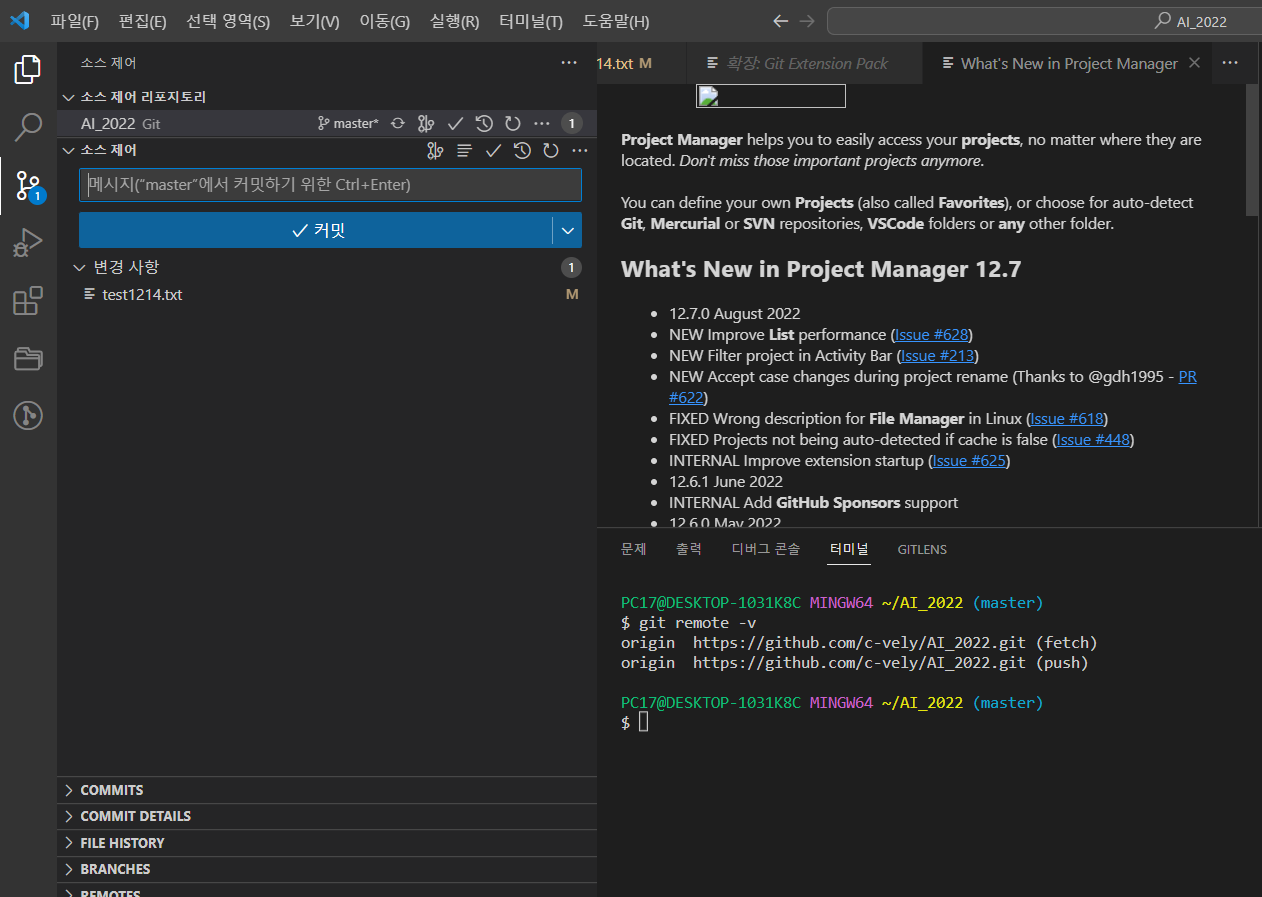 파일(F) 편집(E) 선택 영역(S) 보기(V) 이동(G) 실행(R) 터미널(T) 도움말(H) AI_2022
소스 제어
소스 제어 리포지토리
AI_2022 Git master* 1
소스 제어
메시지("master"에서 커밋하기 위한 Ctrl+Enter)
커밋
변경 사항 1
test1214.txt M
1
COMMITS
COMMIT DETAILS
FILE HISTORY
BRANCHES
REMOTES
14.txt M 확장: Git Extension Pack What's New in Project Manager
Project Manager helps you to easily access your projects, no matter where they are
located. Don't miss those important projects anymore.
You can define your own Projects (also called Favorites), or choose for auto-detect
Git, Mercurial or SVN repositories, VSCode folders or any other folder.
What's New in Project Manager 12.7
12.7.0 August 2022
NEW Improve List performance (Issue #628)
NEW Filter project in Activity Bar (Issue #213)
NEW Accept case changes during project rename (Thanks to @gdh1995 - PR
#622)
FIXED Wrong description for File Manager in Linux (Issue #618)
FIXED Projects not being auto-detected if cache is false (Issue #448)
INTERNAL Improve extension startup (Issue #625)
12.6.1 June 2022
INTERNAL Add GitHub Sponsors support
12.6.0 May 2022
문제 출력 디버그 콘솔 터미널 GITLENS
PC17@DESKTOP-1031K8C MINGW64 ~/AI_2022 (master)
$ git remote -v
origin https://github.com/c-vely/AI_2022.git (fetch)
origin https://github.com/c-vely/AI_2022.git (push)
PC17@DESKTOP-1031K8C MINGW64 ~/AI_2022 (master)
$